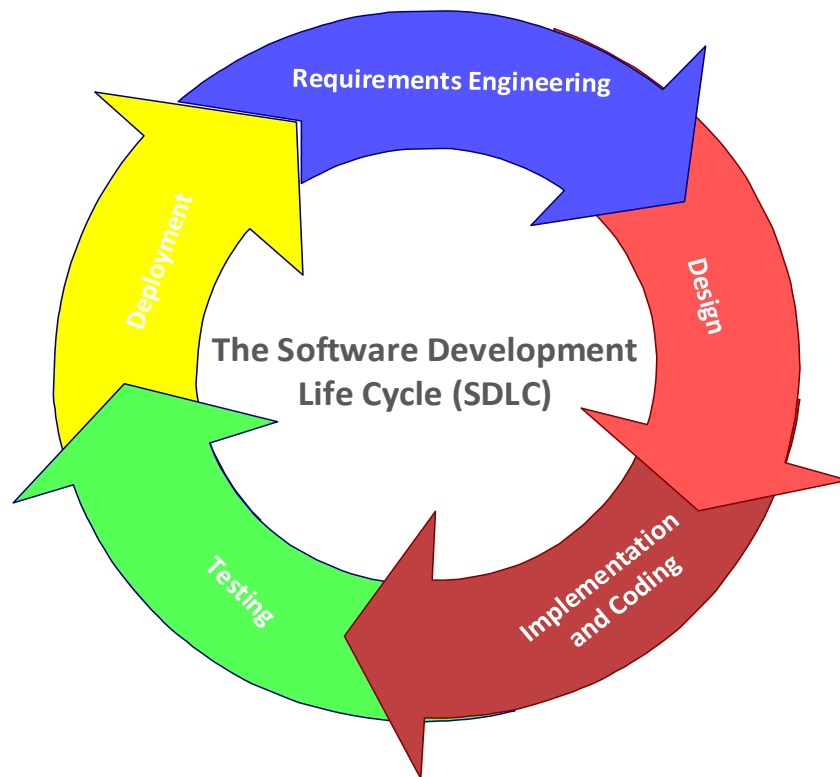 Requirements Engineering
Design
Implementation
and Coding
Testing
Deployment
The Software Development
Life Cycle (SDLC)